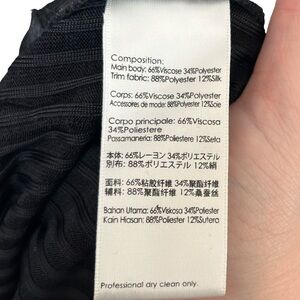 Composition:
Main body: 66%Viscose 34%Polyester
Trim fabric: 88%Polyester 12%Silk
Corps: 66%Viscose 34%Polyester
Accessoires de mode: 88%Polyester 12%Soie
Corpo principale: 66%Viscosa
34%Poliestere
Passamaneria: 88%Poliestere 12%Seta
本体: 66%レーヨン 34%ポリエステル
別布: 88%ポリエステル 12%絹
面料: 66%粘胶纤维 34%聚酯纤维
辅料: 88%聚酯纤维 12%桑蚕丝
Bahan Utama: 66%Viskosa 34%Poliester
Kain Hiasan: 88%Poliester 12%Sutera
Professional dry clean only.